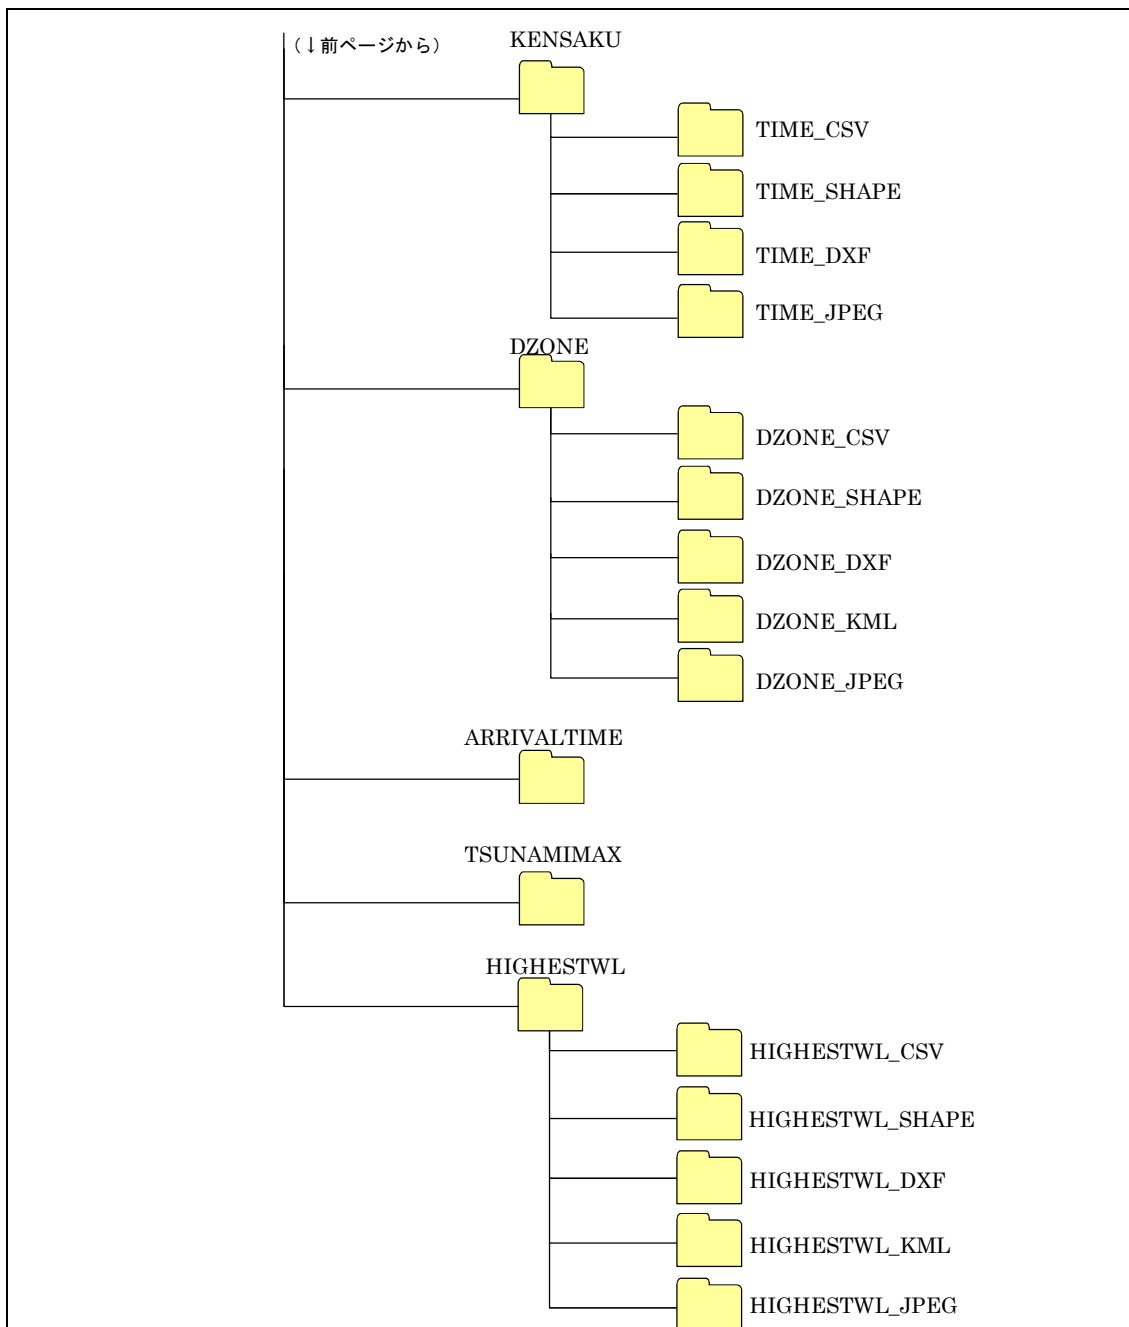 (↓前ページから)
KENSAKU
TIME_CSV
TIME_SHAPE
TIME_DXF
TIME_JPEG
DZONE
DZONE_CSV
DZONE_SHAPE
DZONE_DXF
DZONE_KML
DZONE_JPEG
ARRIVALTIME
TSUNAMIMAX
HIGHESTWL
HIGHESTWL_CSV
HIGHESTWL_SHAPE
HIGHESTWL_DXF
HIGHESTWL_KML
HIGHESTWL_JPEG